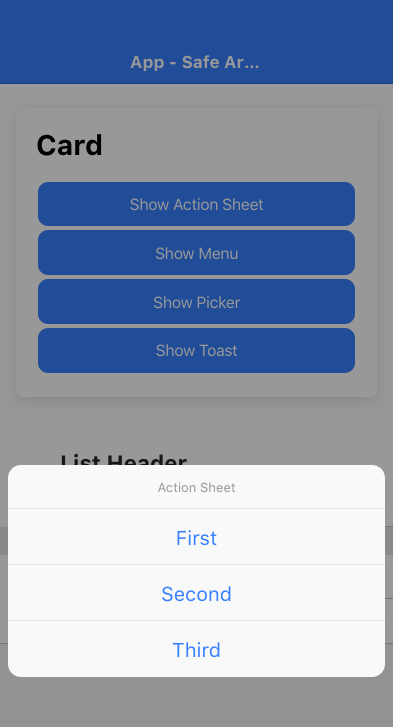 App - Safe Ar...
Card
Show Action Sheet
Show Menu
Show Picker
Show Toast
List Header
Action Sheet
First
Second
Third